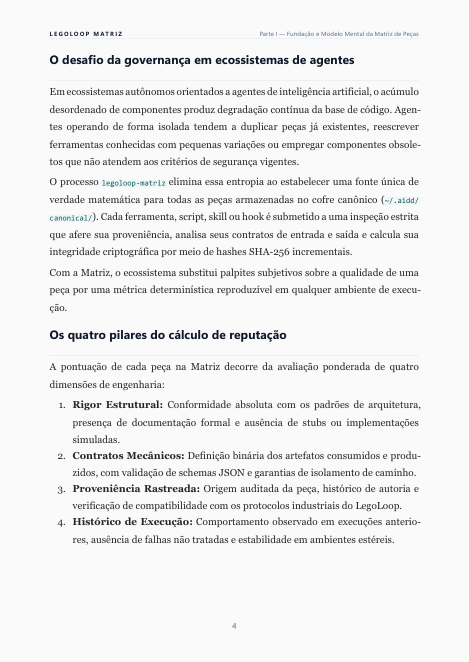 LEGOLOOP MATRIZ
Parte I — Fundação e Modelo Mental da Matriz de Peças
O desafio da governança em ecossistemas de agentes
Em ecossistemas autônomos orientados a agentes de inteligência artificial, o acúmulo
desordenado de componentes produz degradação contínua da base de código. Agen-
tes operando de forma isolada tendem a duplicar peças já existentes, reescrever
ferramentas conhecidas com pequenas variações ou empregar componentes obsole-
tos que não atendem aos critérios de segurança vigentes.
O processo legoloop-matriz elimina essa entropia ao estabelecer uma fonte única de
verdade matemática para todas as peças armazenadas no cofre canônico (~/.aidd/
canonical/). Cada ferramenta, script, skill ou hook é submetido a uma inspeção estrita
que afere sua proveniência, analisa seus contratos de entrada e saída e calcula sua
integridade criptográfica por meio de hashes SHA-256 incrementais.
Com a Matriz, o ecossistema substitui palpites subjetivos sobre a qualidade de uma
peça por uma métrica determinística reproduzível em qualquer ambiente de execu-
ção.
Os quatro pilares do cálculo de reputação
A pontuação de cada peça na Matriz decorre da avaliação ponderada de quatro
dimensões de engenharia:
1. Rigor Estrutural: Conformidade absoluta com os padrões de arquitetura,
presença de documentação formal e ausência de stubs ou implementações
simuladas.
2. Contratos Mecânicos: Definição binária dos artefatos consumidos e produ-
zidos, com validação de schemas JSON e garantias de isolamento de caminho.
3. Proveniência Rastreada: Origem auditada da peça, histórico de autoria e
verificação de compatibilidade com os protocolos industriais do LegoLoop.
4. Histórico de Execução: Comportamento observado em execuções anterio-
res, ausência de falhas não tratadas e estabilidade em ambientes estéreis.
4